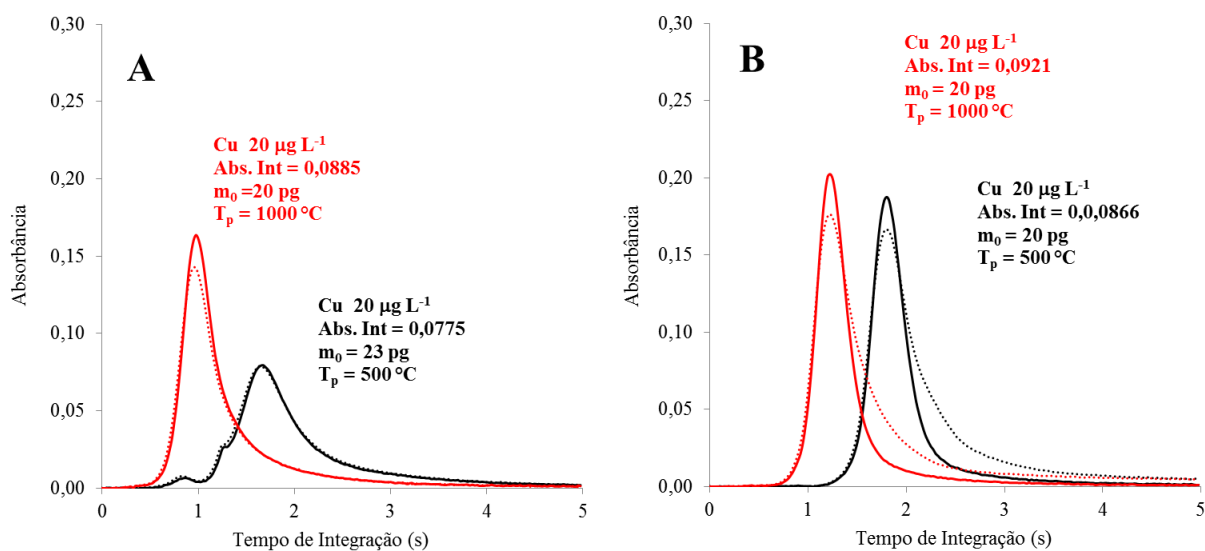 A
0,30
0,25
0,20
0,15
0,10
0,05
0,00
Absorbância
Cu 20 µg L⁻¹
Abs. Int = 0,0885
m₀ =20 pg
Tₚ = 1000 °C
Cu 20 µg L⁻¹
Abs. Int = 0,0775
m₀ = 23 pg
Tₚ = 500 °C
0 1 2 3 4 5
Tempo de Integração (s)
B
0,30
0,25
0,20
0,15
0,10
0,05
0,00
Absorbância
Cu 20 µg L⁻¹
Abs. Int = 0,0921
m₀ = 20 pg
Tₚ = 1000 °C
Cu 20 µg L⁻¹
Abs. Int = 0,0,0866
m₀ = 20 pg
Tₚ = 500 °C
0 1 2 3 4 5
Tempo de Integração (s)